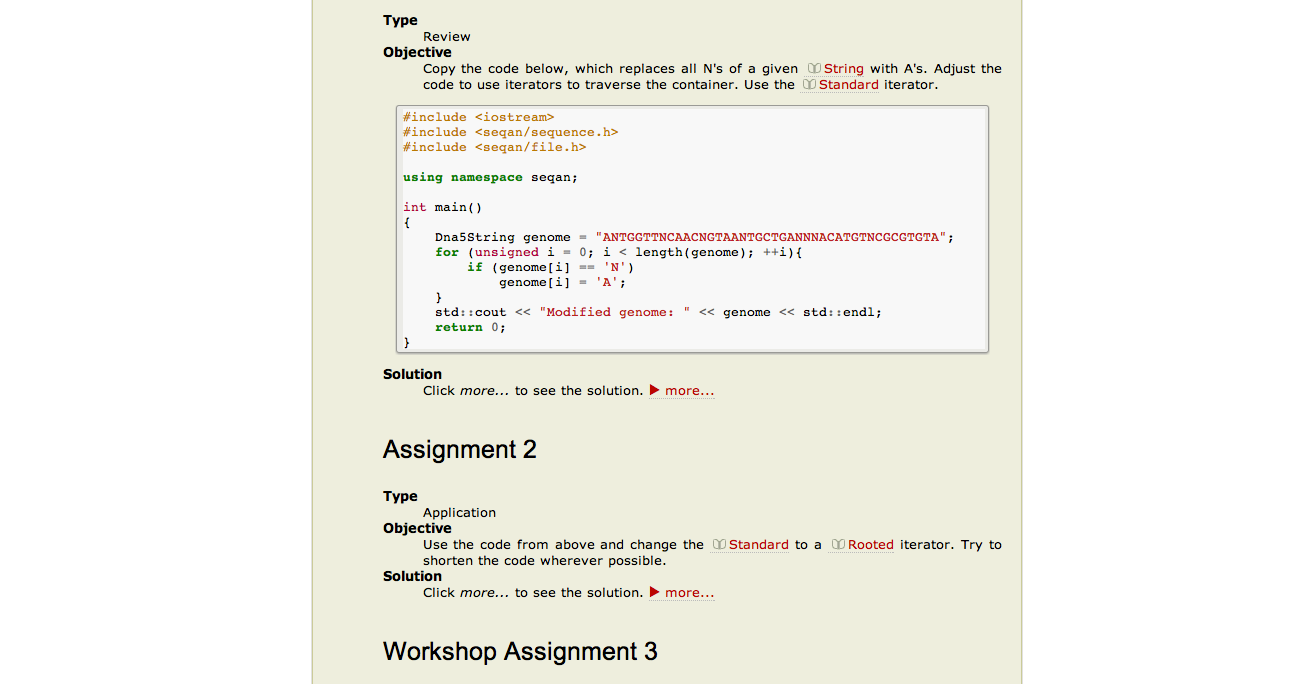 Type
Review
Objective
Copy the code below, which replaces all N's of a given String with A's. Adjust the
code to use iterators to traverse the container. Use the Standard iterator.
#include <iostream>
#include <seqan/sequence.h>
#include <seqan/file.h>
using namespace seqan;
int main()
{
    Dna5String genome = "ANTGGTTNCAACNGTAANTGCTGANNNACATGTNCGCGTGTA";
    for (unsigned i = 0; i < length(genome); ++i){
        if (genome[i] == 'N')
            genome[i] = 'A';
    }
    std::cout << "Modified genome: " << genome << std::endl;
    return 0;
}
Solution
Click more... to see the solution. more...
Assignment 2
Type
Application
Objective
Use the code from above and change the Standard to a Rooted iterator. Try to
shorten the code wherever possible.
Solution
Click more... to see the solution. more...
Workshop Assignment 3